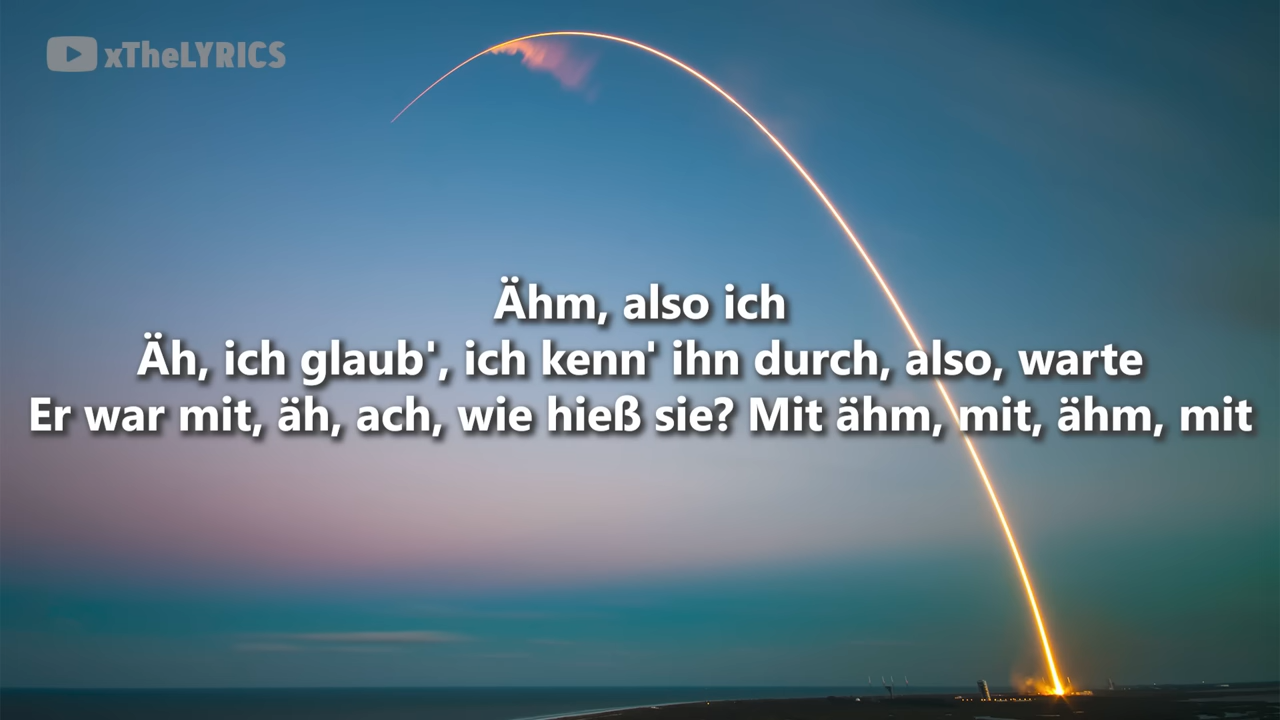 xTheLYRICS
Ähm, also ich
Äh, ich glaub', ich kenn' ihn durch, also, warte
Er war mit, äh, ach, wie hieß sie? Mit ähm, mit, ähm, mit